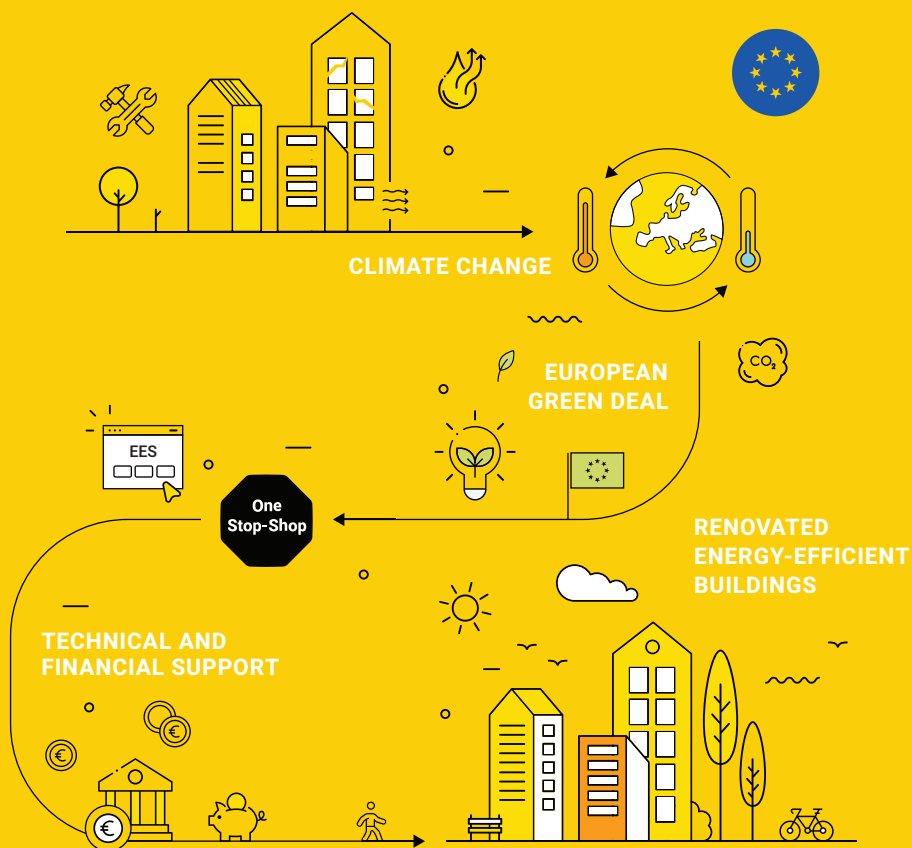 CLIMATE CHANGE
CO₂
EUROPEAN
GREEN DEAL
EES
One
Stop-Shop
RENOVATED
ENERGY-EFFICIENT
BUILDINGS
TECHNICAL AND
FINANCIAL SUPPORT
€
€
€